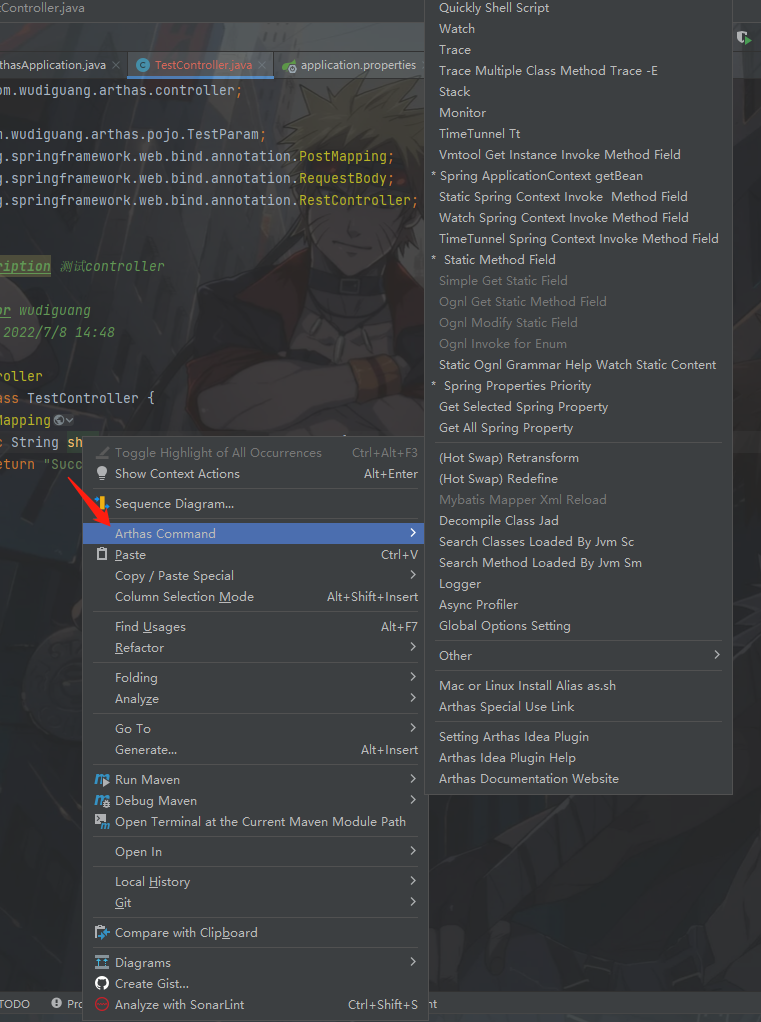 tController.java
thasApplication.java
TestController.java
application.properties
om.wudiguang.arthas.controller;
m.wudiguang.arthas.pojo.TestParam;
g.springframework.web.bind.annotation.PostMapping;
g.springframework.web.bind.annotation.RequestBody;
g.springframework.web.bind.annotation.RestController;
ription 测试controller
or wudiguang
2022/7/8 14:48
roller
ass TestController {
Mapping
c String sh
eturn "Succ
Toggle Highlight of All Occurrences Ctrl+Alt+F3
Show Context Actions Alt+Enter
Sequence Diagram...
Arthas Command
Paste Ctrl+V
Copy / Paste Special
Column Selection Mode Alt+Shift+Insert
Find Usages Alt+F7
Refactor
Folding
Analyze
Go To
Generate... Alt+Insert
Run Maven
Debug Maven
Open Terminal at the Current Maven Module Path
Open In
Local History
Git
Compare with Clipboard
Diagrams
Create Gist...
Analyze with SonarLint Ctrl+Shift+S
Quickly Shell Script
Watch
Trace
Trace Multiple Class Method Trace -E
Stack
Monitor
TimeTunnel Tt
Vmtool Get Instance Invoke Method Field
* Spring ApplicationContext getBean
Static Spring Context Invoke  Method Field
Watch Spring Context Invoke Method Field
TimeTunnel Spring Context Invoke Method Field
* Static Method Field
Simple Get Static Field
Ognl Get Static Method Field
Ognl Modify Static Field
Ognl Invoke for Enum
Static Ognl Grammar Help Watch Static Content
* Spring Properties Priority
Get Selected Spring Property
Get All Spring Property
(Hot Swap) Retransform
(Hot Swap) Redefine
Mybatis Mapper Xml Reload
Decompile Class Jad
Search Classes Loaded By Jvm Sc
Search Method Loaded By Jvm Sm
Logger
Async Profiler
Global Options Setting
Other
Mac or Linux Install Alias as.sh
Arthas Special Use Link
Setting Arthas Idea Plugin
Arthas Idea Plugin Help
Arthas Documentation Website
TODO
Pro
nt